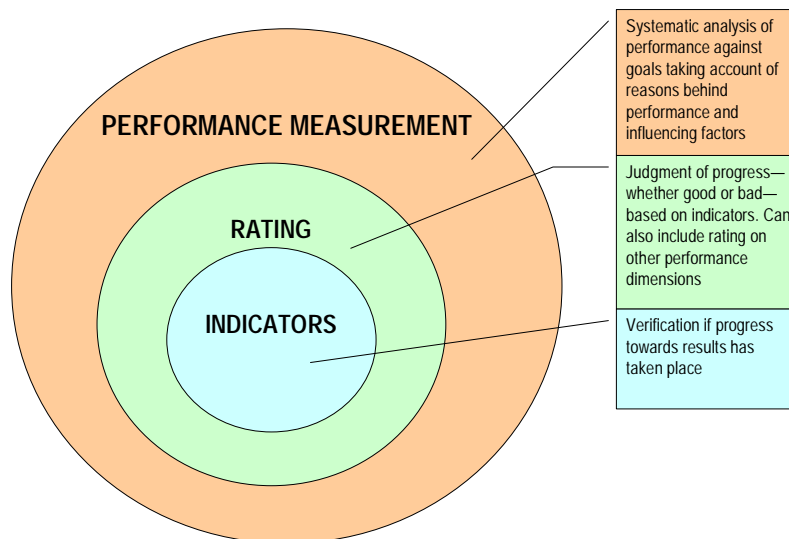 PERFORMANCE MEASUREMENT
RATING
INDICATORS
Systematic analysis of
performance against
goals taking account of
reasons behind
performance and
influencing factors
Judgment of progress—
whether good or bad—
based on indicators. Can
also include rating on
other performance
dimensions
Verification if progress
towards results has
taken place